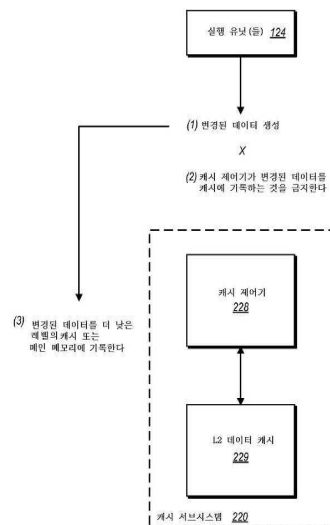 실행 유닛(들) 124
(1) 변경된 데이터 생성
X
(2) 캐시 제어기가 변경된 데이터를
캐시에 기록하는 것을 금지한다
(3) 변경된 데이터를 더 낮은
레벨의 캐시 또는
메인 메모리에 기록한다
캐시 제어기
228
L2 데이터 캐시
229
캐시 서브시스템 220